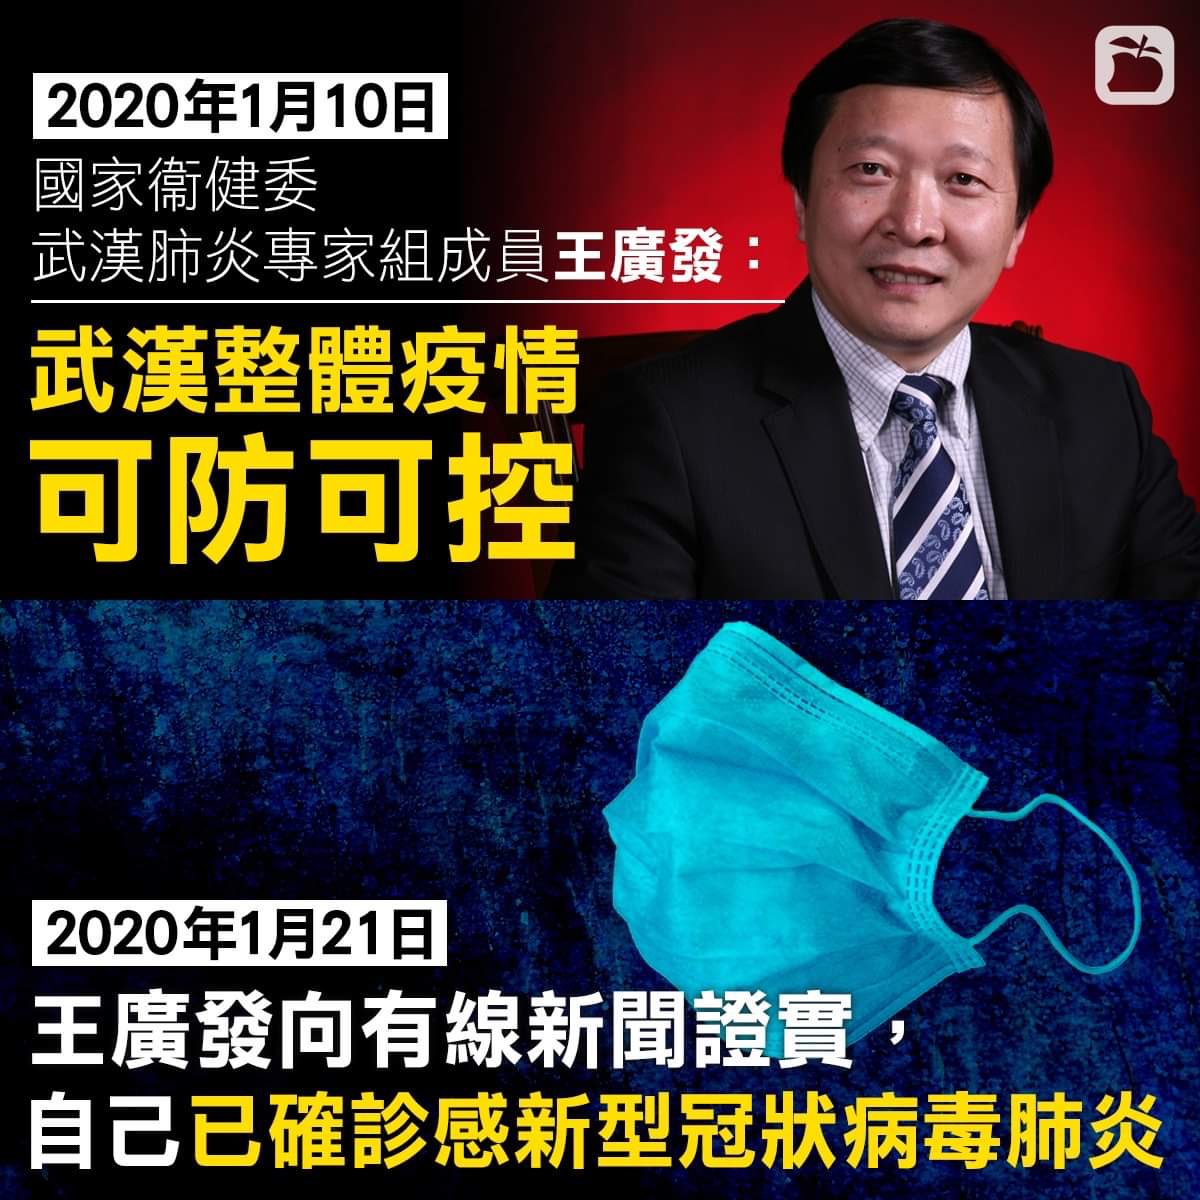 2020年1月10日
國家衞健委
武漢肺炎專家組成員王廣發：
武漢整體疫情
可防可控
2020年1月21日
王廣發向有線新聞證實，
自己已確診感新型冠狀病毒肺炎